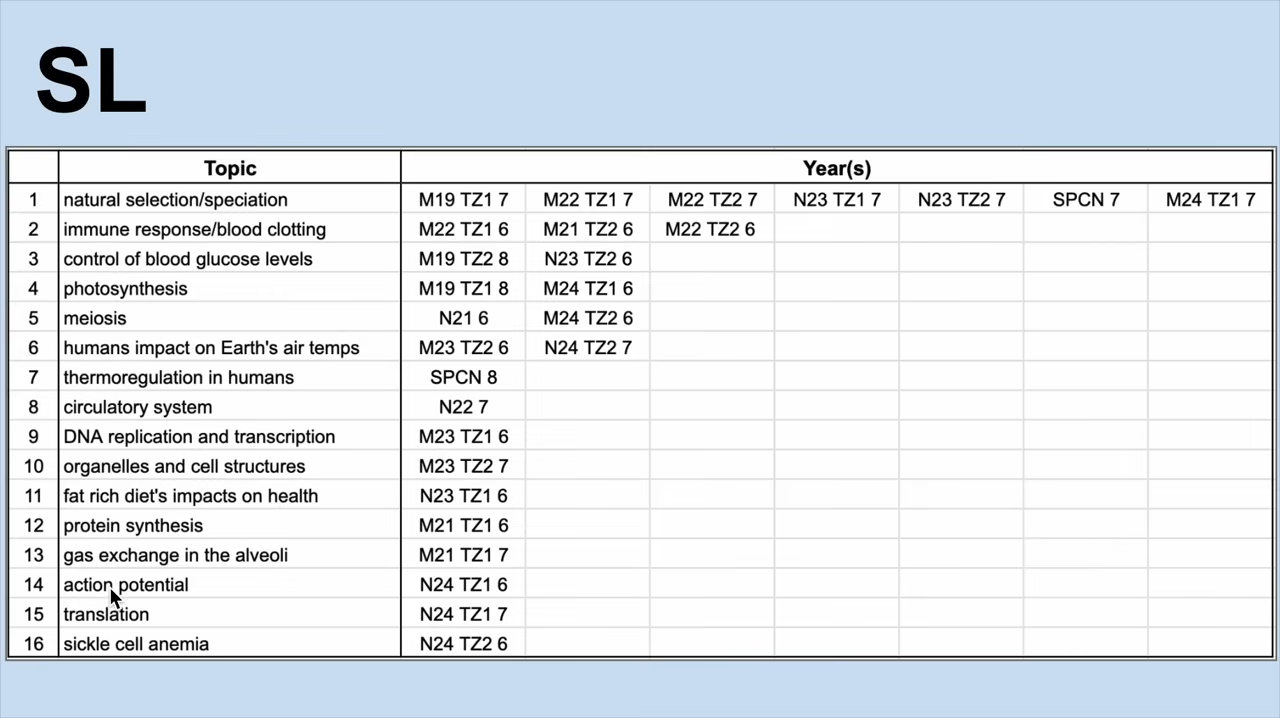 SL
Topic Year(s)
1 natural selection/speciation M19 TZ1 7 M22 TZ1 7 M22 TZ2 7 N23 TZ1 7 N23 TZ2 7 SPCN 7 M24 TZ1 7
2 immune response/blood clotting M22 TZ1 6 M21 TZ2 6 M22 TZ2 6
3 control of blood glucose levels M19 TZ2 8 N23 TZ2 6
4 photosynthesis M19 TZ1 8 M24 TZ1 6
5 meiosis N21 6 M24 TZ2 6
6 humans impact on Earth's air temps M23 TZ2 6 N24 TZ2 7
7 thermoregulation in humans SPCN 8
8 circulatory system N22 7
9 DNA replication and transcription M23 TZ1 6
10 organelles and cell structures M23 TZ2 7
11 fat rich diet's impacts on health N23 TZ1 6
12 protein synthesis M21 TZ1 6
13 gas exchange in the alveoli M21 TZ1 7
14 action potential N24 TZ1 6
15 translation N24 TZ1 7
16 sickle cell anemia N24 TZ2 6